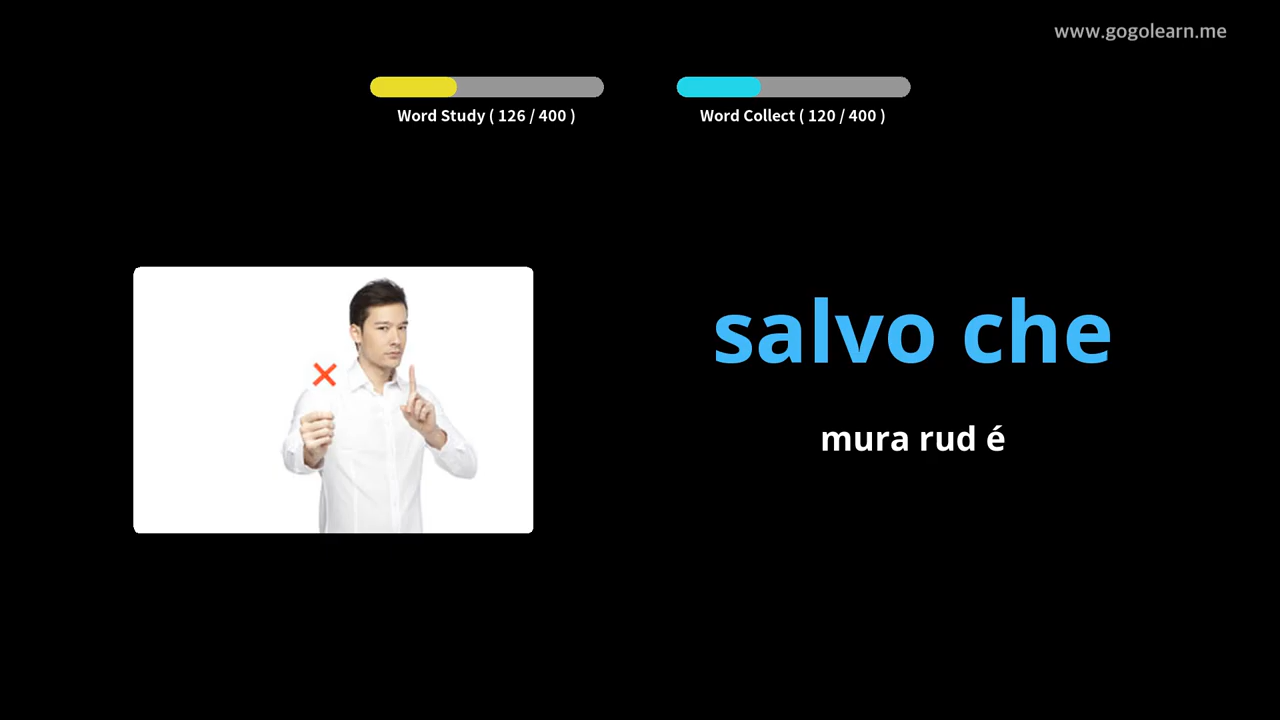 www.gogolearn.me
Word Study ( 126 / 400 )
Word Collect ( 120 / 400 )
salvo che
mura rud é